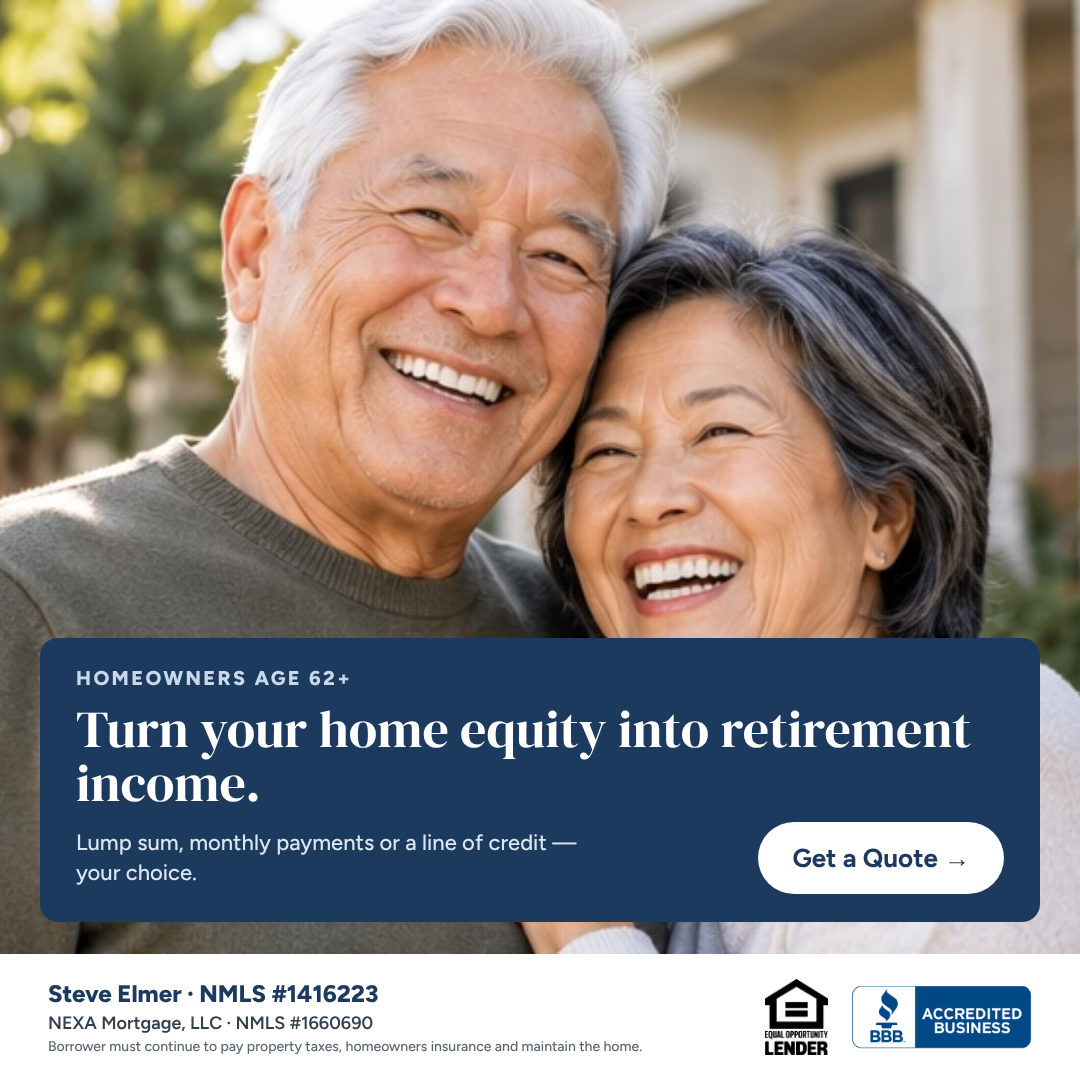 HOMEOWNERS AGE 62+
Turn your home equity into retirement
income.
Lump sum, monthly payments or a line of credit —
your choice.
Get a Quote →
Steve Elmer · NMLS #1416223
NEXA Mortgage, LLC · NMLS #1660690
Borrower must continue to pay property taxes, homeowners insurance and maintain the home.
EQUAL OPPORTUNITY
LENDER
BBB
ACCREDITED
BUSINESS